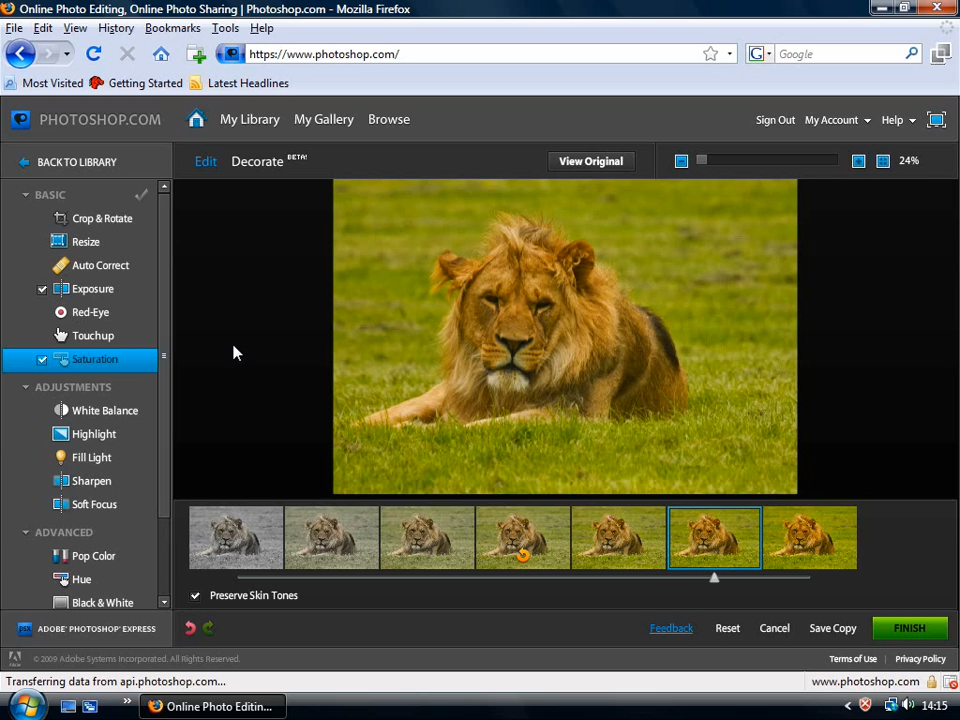 Online Photo Editing, Online Photo Sharing | Photoshop.com - Mozilla Firefox
File Edit View History Bookmarks Tools Help
https://www.photoshop.com/
G Google
Most Visited Getting Started Latest Headlines
PHOTOSHOP.COM My Library My Gallery Browse Sign Out My Account Help
BACK TO LIBRARY Edit Decorate BETA! View Original 24%
BASIC
Crop & Rotate
Resize
Auto Correct
Exposure
Red-Eye
Touchup
Saturation
ADJUSTMENTS
White Balance
Highlight
Fill Light
Sharpen
Soft Focus
ADVANCED
Pop Color
Hue
Black & White
Preserve Skin Tones
PSX ADOBE® PHOTOSHOP® EXPRESS Feedback Reset Cancel Save Copy FINISH
© 2009 Adobe Systems Incorporated. All Rights Reserved. Terms of Use Privacy Policy
Transferring data from api.photoshop.com... www.photoshop.com
Online Photo Editin... 14:15